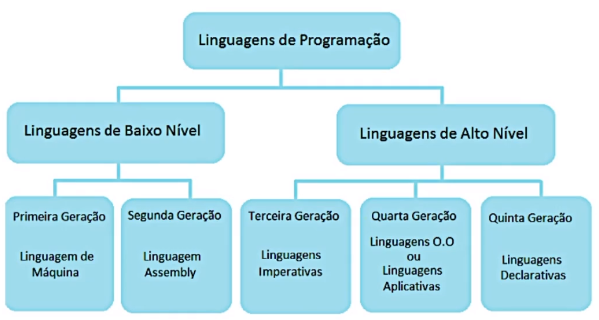 Linguagens de Programação
Linguagens de Baixo Nível
Linguagens de Alto Nível
Primeira Geração
Linguagem de
Máquina
Segunda Geração
Linguagem
Assembly
Terceira Geração
Linguagens
Imperativas
Quarta Geração
Linguagens O.O
ou
Linguagens
Aplicativas
Quinta Geração
Linguagens
Declarativas